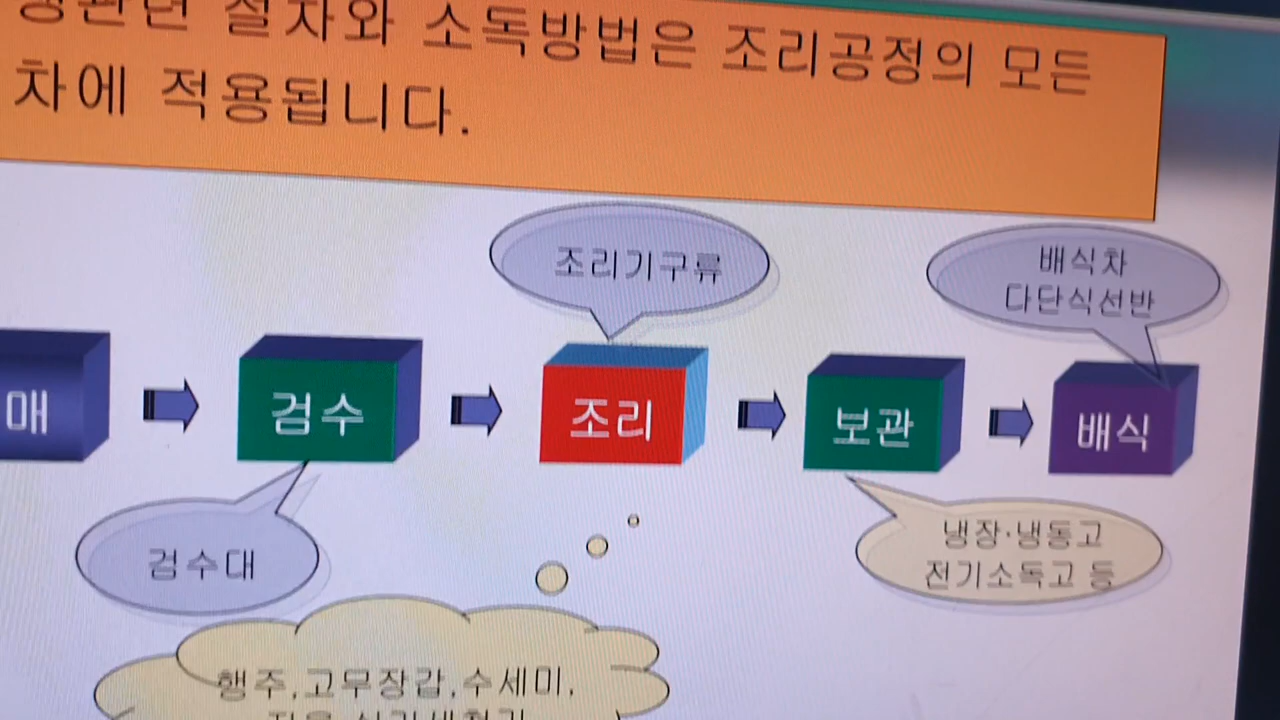 절차와 소독방법은 조리공정의 모든
차에 적용됩니다.
조리기구류
배식차
다단식선반
매
검수
조리
보관
배식
검수대
냉장·냉동고
전기소독고 등
행주,고무장갑,수세미,